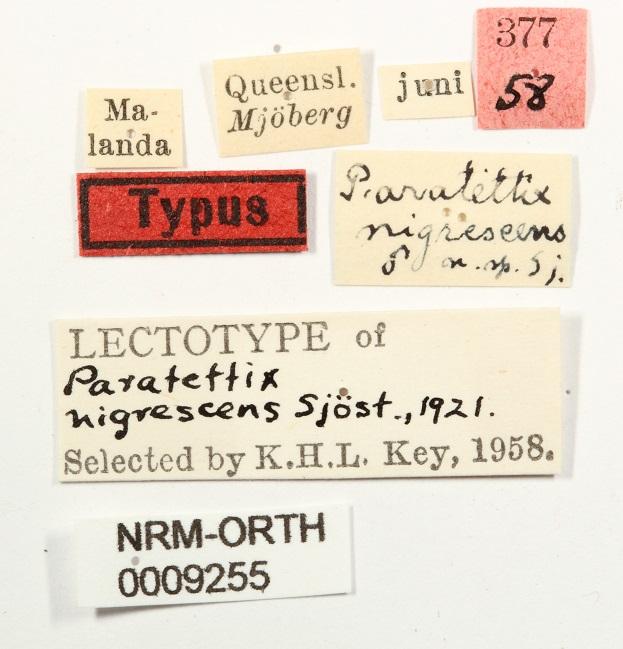 Ma-
landa
Queensl.
Mjöberg
juni
377
58
Typus
Paratettix
nigrescens
♂ n. sp. Sj.
LECTOTYPE of
Paratettix
nigrescens Sjöst., 1921.
Selected by K.H.L. Key, 1958.
NRM-ORTH
0009255